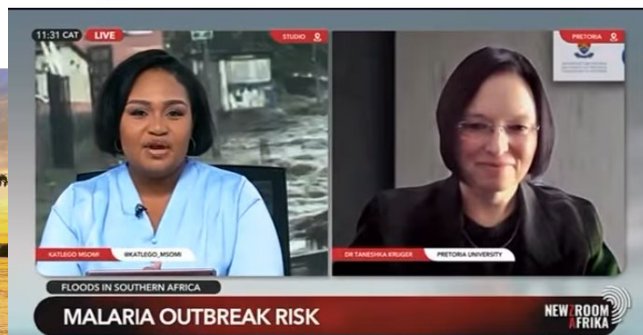 11:31 CAT
LIVE
STUDIO
PRETORIA
KATLEGO MSOMI
@KATLEGO_MSOMI
DR TANESHKA KRUGER
PRETORIA UNIVERSITY
FLOODS IN SOUTHERN AFRICA
MALARIA OUTBREAK RISK
NEWZROOM
AFRIKA